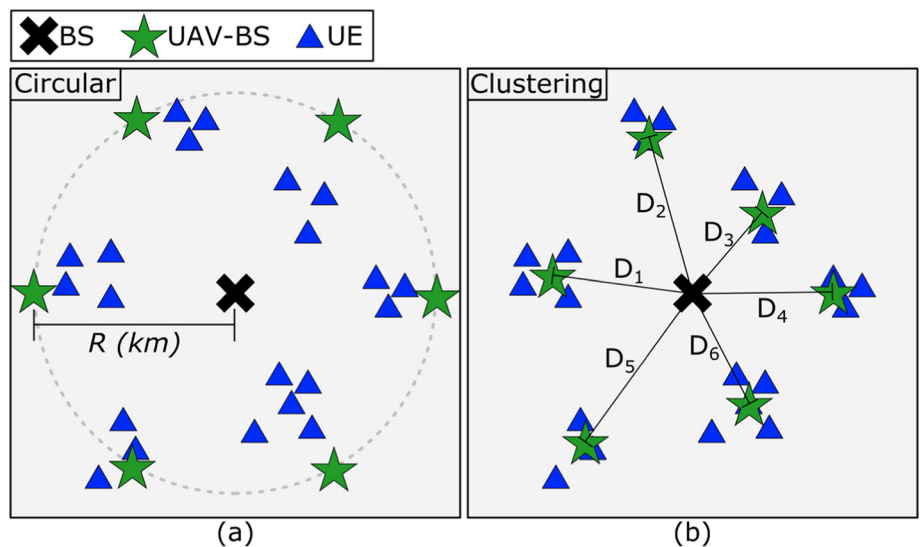 BS UAV-BS UE
Circular
Clustering
R (km)
D₂
D₃
D₁
D₄
D₅
D₆
(a)
(b)